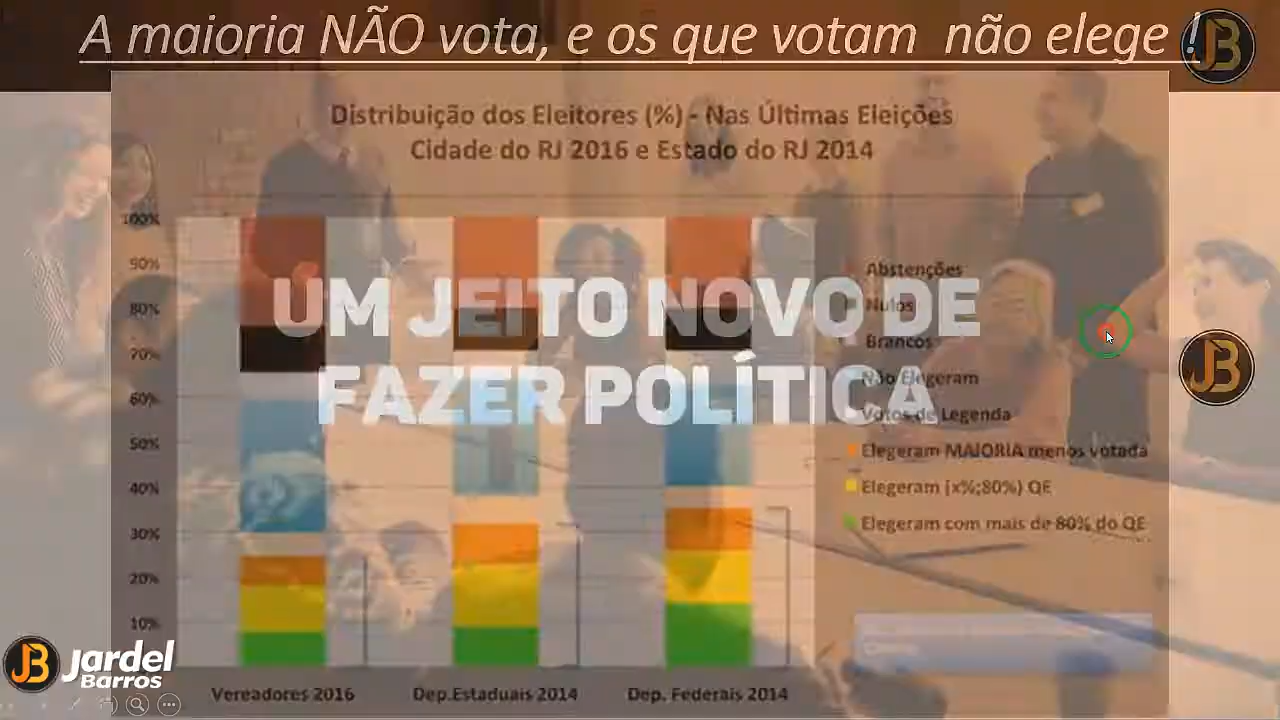 A maioria NÃO vota, e os que votam não elege !
JB
Distribuição dos Eleitores (%) - Nas Últimas Eleições
Cidade do RJ 2016 e Estado do RJ 2014
100%
90%
80%
70%
60%
50%
40%
30%
20%
10%
UM JEITO NOVO DE
FAZER POLÍTICA
Abstenções
Nulos
Brancos
Não Elegeram
Votos de Legenda
Elegeram MAIORIA menos votada
Elegeram (x%;80%) QE
Elegeram com mais de 80% do QE
JB
Vereadores 2016
Dep.Estaduais 2014
Dep. Federais 2014
JB Jardel
Barros